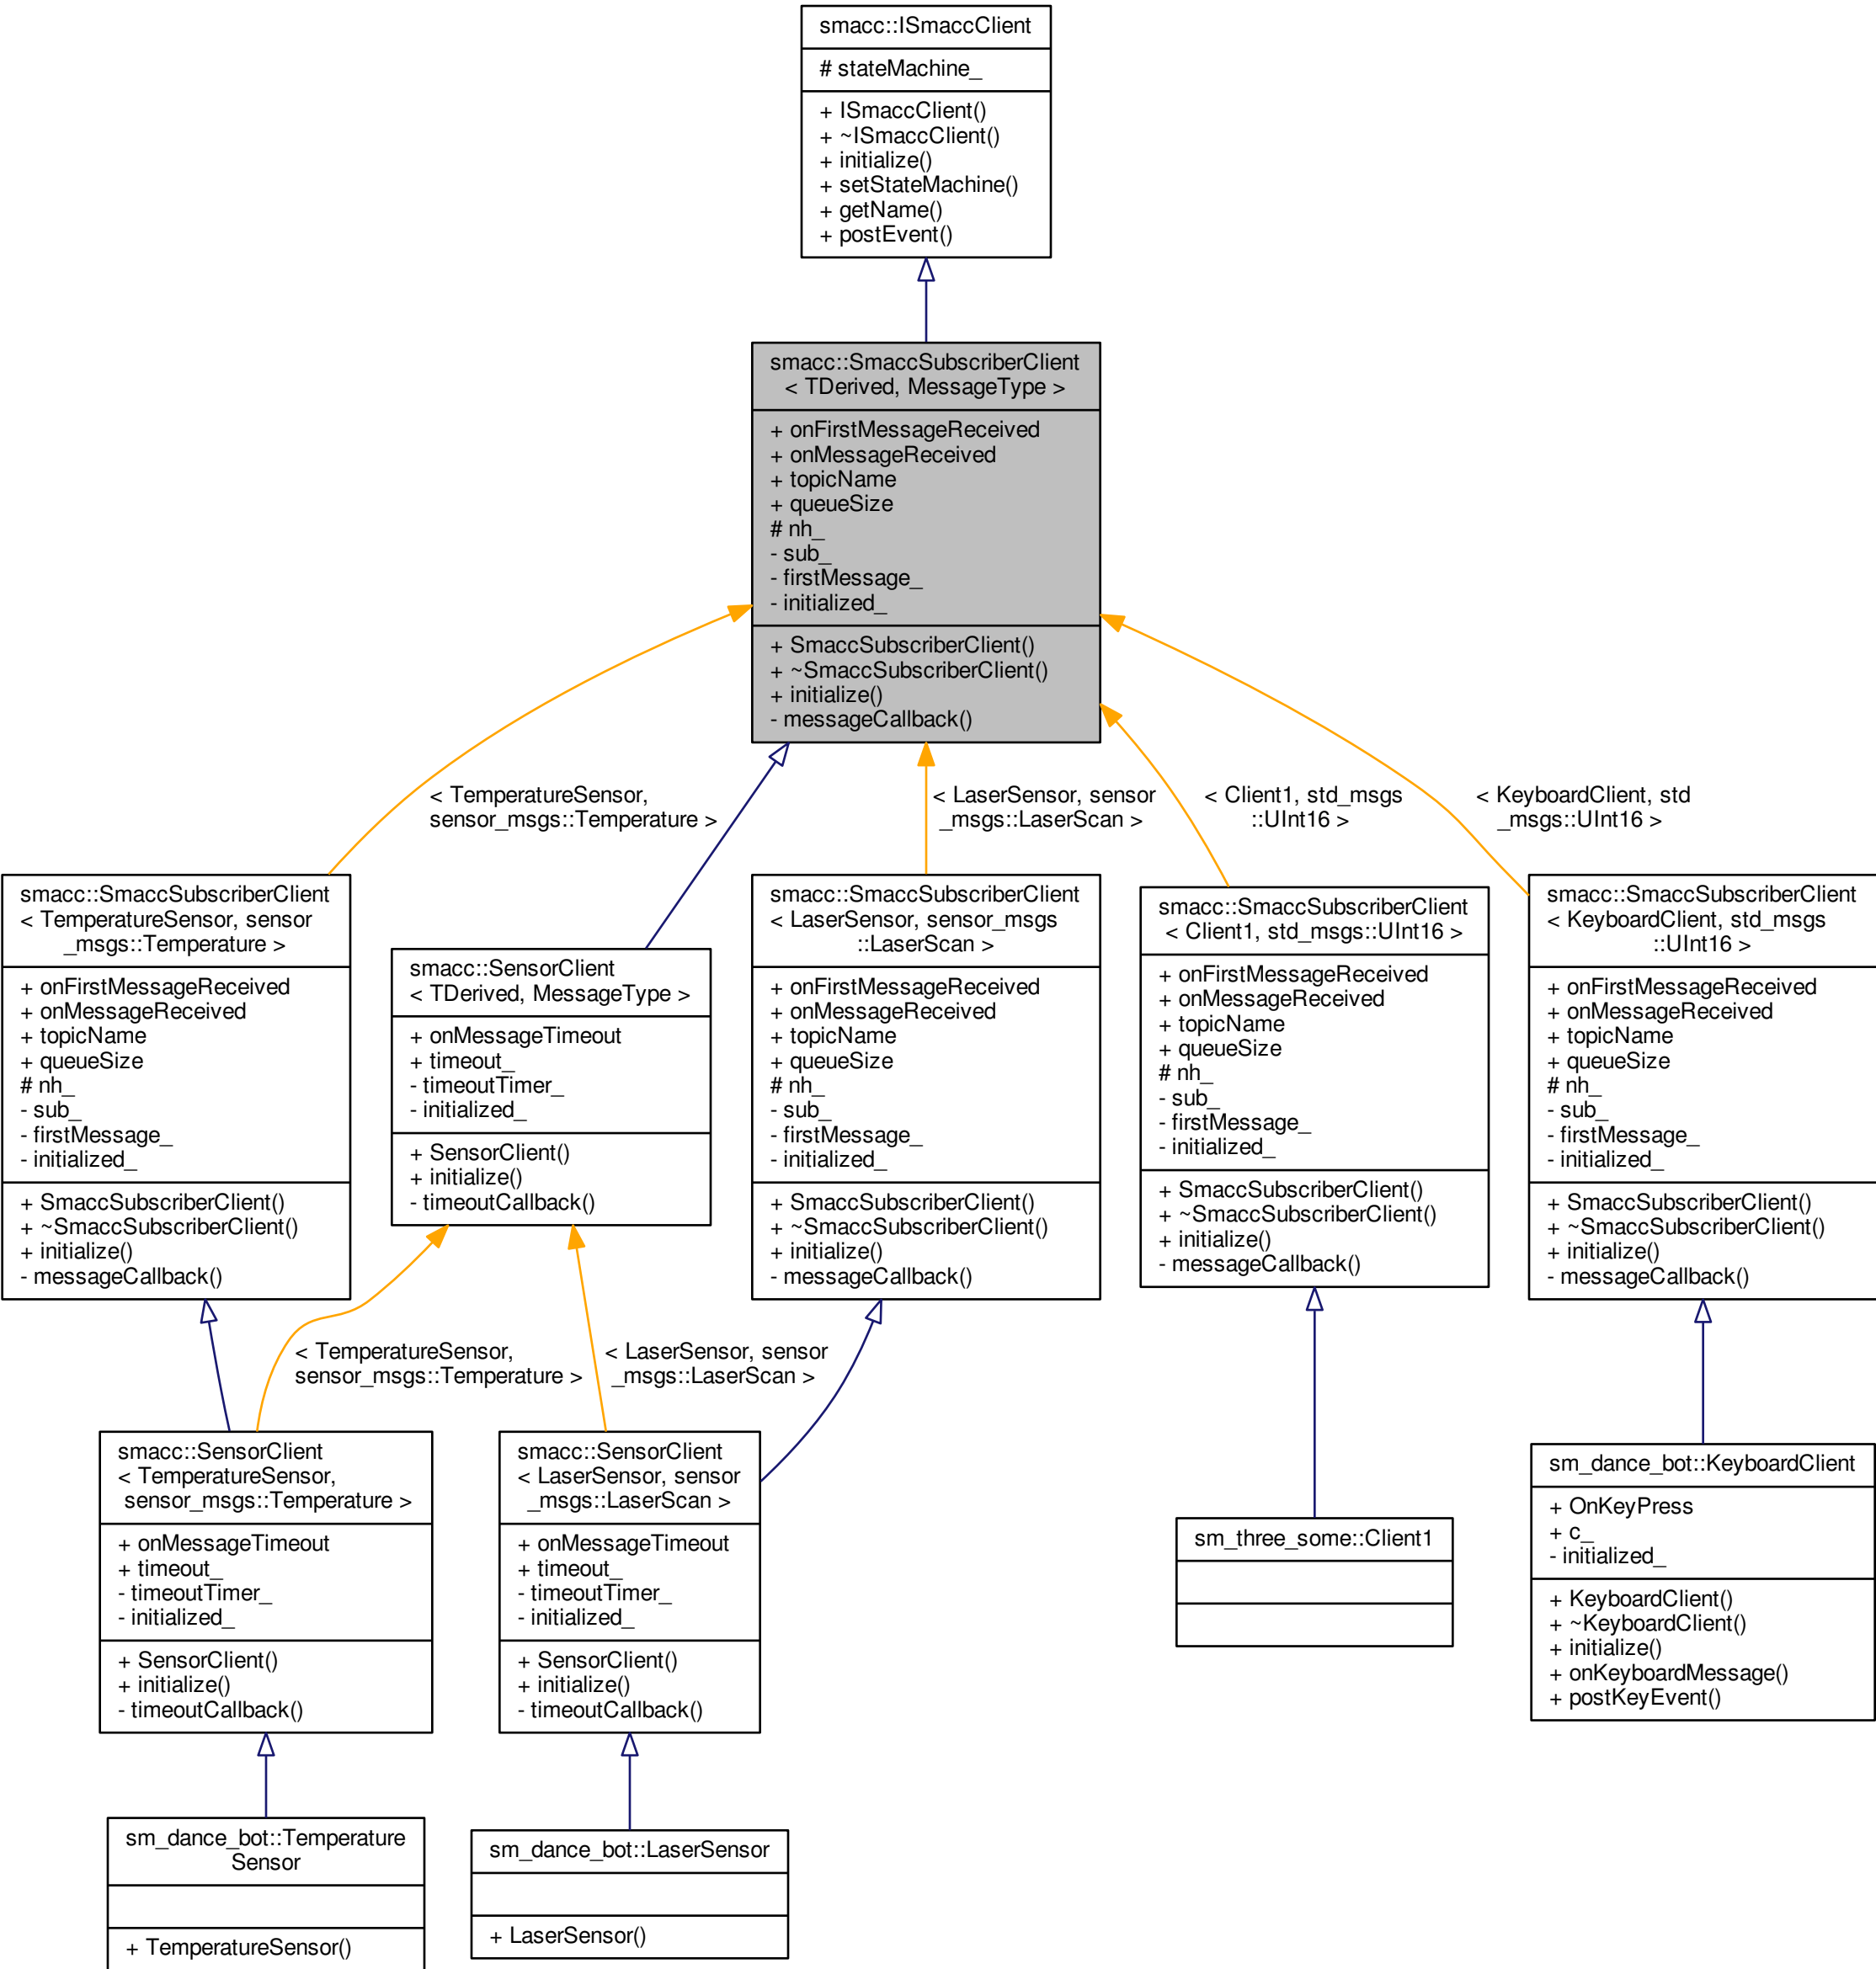 smacc::ISmaccClient
# stateMachine_
+ ISmaccClient()
+ ~ISmaccClient()
+ initialize()
+ setStateMachine()
+ getName()
+ postEvent()
smacc::SmaccSubscriberClient
< TDerived, MessageType >
+ onFirstMessageReceived
+ onMessageReceived
+ topicName
+ queueSize
# nh_
- sub_
- firstMessage_
- initialized_
+ SmaccSubscriberClient()
+ ~SmaccSubscriberClient()
+ initialize()
- messageCallback()
< TemperatureSensor,
sensor_msgs::Temperature >
< LaserSensor, sensor
_msgs::LaserScan >
< Client1, std_msgs
::UInt16 >
< KeyboardClient, std
_msgs::UInt16 >
smacc::SmaccSubscriberClient
< TemperatureSensor, sensor
_msgs::Temperature >
+ onFirstMessageReceived
+ onMessageReceived
+ topicName
+ queueSize
# nh_
- sub_
- firstMessage_
- initialized_
+ SmaccSubscriberClient()
+ ~SmaccSubscriberClient()
+ initialize()
- messageCallback()
smacc::SensorClient
< TDerived, MessageType >
+ onMessageTimeout
+ timeout_
- timeoutTimer_
- initialized_
+ SensorClient()
+ initialize()
- timeoutCallback()
smacc::SmaccSubscriberClient
< LaserSensor, sensor_msgs
::LaserScan >
+ onFirstMessageReceived
+ onMessageReceived
+ topicName
+ queueSize
# nh_
- sub_
- firstMessage_
- initialized_
+ SmaccSubscriberClient()
+ ~SmaccSubscriberClient()
+ initialize()
- messageCallback()
smacc::SmaccSubscriberClient
< Client1, std_msgs::UInt16 >
+ onFirstMessageReceived
+ onMessageReceived
+ topicName
+ queueSize
# nh_
- sub_
- firstMessage_
- initialized_
+ SmaccSubscriberClient()
+ ~SmaccSubscriberClient()
+ initialize()
- messageCallback()
smacc::SmaccSubscriberClient
< KeyboardClient, std_msgs
::UInt16 >
+ onFirstMessageReceived
+ onMessageReceived
+ topicName
+ queueSize
# nh_
- sub_
- firstMessage_
- initialized_
+ SmaccSubscriberClient()
+ ~SmaccSubscriberClient()
+ initialize()
- messageCallback()
< TemperatureSensor,
sensor_msgs::Temperature >
< LaserSensor, sensor
_msgs::LaserScan >
smacc::SensorClient
< TemperatureSensor,
sensor_msgs::Temperature >
+ onMessageTimeout
+ timeout_
- timeoutTimer_
- initialized_
+ SensorClient()
+ initialize()
- timeoutCallback()
smacc::SensorClient
< LaserSensor, sensor
_msgs::LaserScan >
+ onMessageTimeout
+ timeout_
- timeoutTimer_
- initialized_
+ SensorClient()
+ initialize()
- timeoutCallback()
sm_three_some::Client1
sm_dance_bot::KeyboardClient
+ OnKeyPress
+ c_
- initialized_
+ KeyboardClient()
+ ~KeyboardClient()
+ initialize()
+ onKeyboardMessage()
+ postKeyEvent()
sm_dance_bot::Temperature
Sensor
+ TemperatureSensor()
sm_dance_bot::LaserSensor
+ LaserSensor()